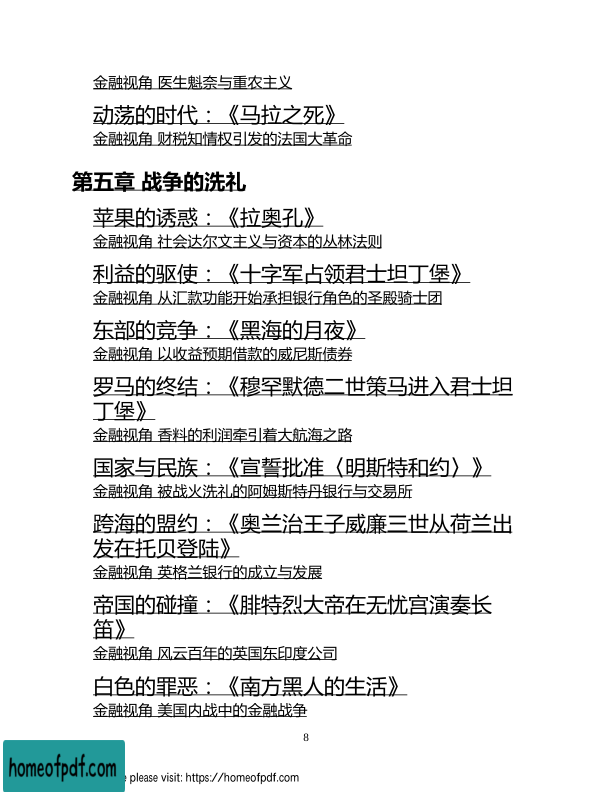 金融视角 医生魁奈与重农主义
动荡的时代：《马拉之死》
金融视角 财税知情权引发的法国大革命
第五章 战争的洗礼
苹果的诱惑：《拉奥孔》
金融视角 社会达尔文主义与资本的丛林法则
利益的驱使：《十字军占领君士坦丁堡》
金融视角 从汇款功能开始承担银行角色的圣殿骑士团
东部的竞争：《黑海的月夜》
金融视角 以收益预期借款的威尼斯债券
罗马的终结：《穆罕默德二世策马进入君士坦
丁堡》
金融视角 香料的利润牵引着大航海之路
国家与民族：《宣誓批准〈明斯特和约〉》
金融视角 被战火洗礼的阿姆斯特丹银行与交易所
跨海的盟约：《奥兰治王子威廉三世从荷兰出
发在托贝登陆》
金融视角 英格兰银行的成立与发展
帝国的碰撞：《腓特烈大帝在无忧宫演奏长
笛》
金融视角 风云百年的英国东印度公司
白色的罪恶：《南方黑人的生活》
金融视角 美国内战中的金融战争
8
homeofpdf.com
e please visit: https://homeofpdf.com